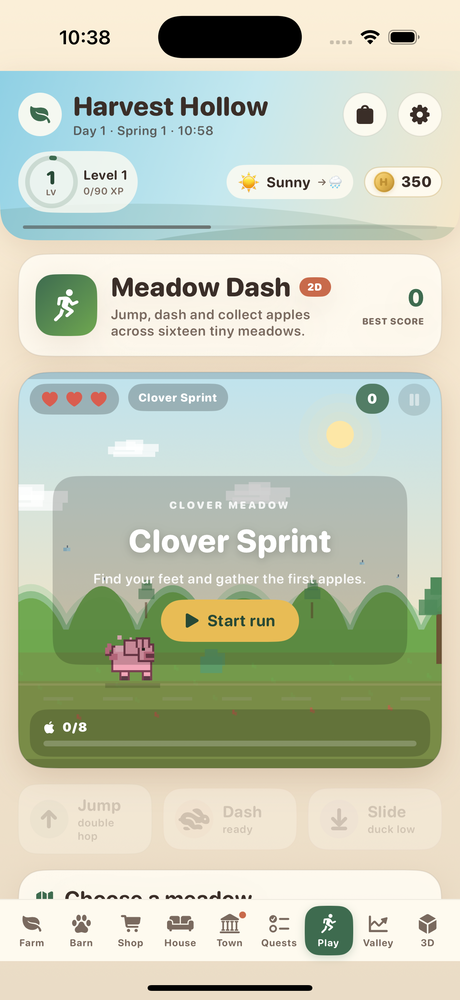 10:38
Harvest Hollow
Day 1 · Spring 1 · 10:58
1
LV
Level 1
0/90 XP
Sunny →
H
350
Meadow Dash 2D
Jump, dash and collect apples
across sixteen tiny meadows.
0
BEST SCORE
Clover Sprint
0
CLOVER MEADOW
Clover Sprint
Find your feet and gather the first apples.
Start run
0/8
Jump
double
hop
Dash
ready
Slide
duck low
Choose a meadow
Farm
Barn
Shop
House
Town
Quests
Play
Valley
3D